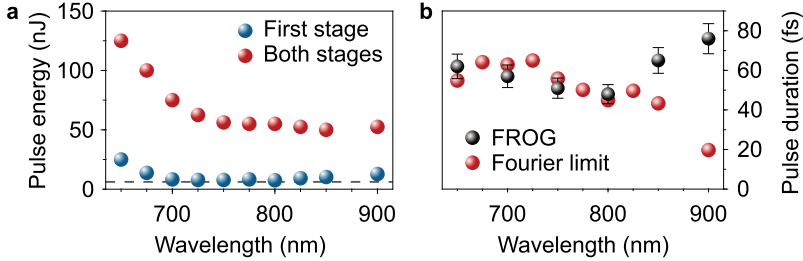 a
Pulse energy (nJ)
150
100
50
0
First stage
Both stages
700
800
900
Wavelength (nm)
b
FROG
Fourier limit
700
800
900
Wavelength (nm)
80
60
40
20
0
Pulse duration (fs)